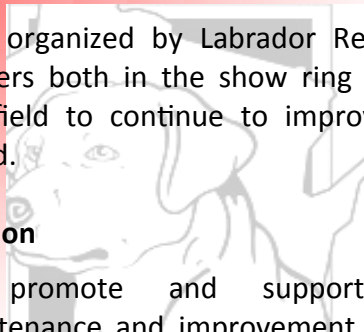 organized by Labrador Re
ers both in the show ring
field to continue to improv
d.
on
promote and support
tenance and improvement